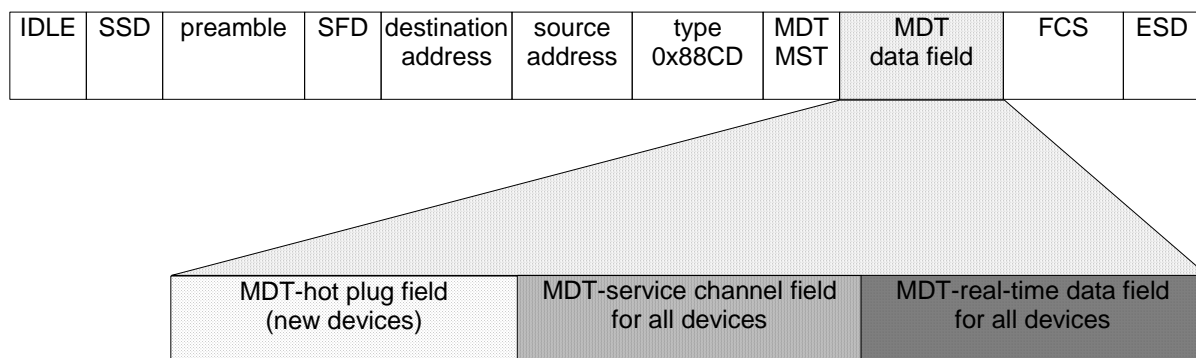 IDLE SSD preamble SFD destination address source address type 0x88CD MDT MST MDT data field FCS ESD
MDT-hot plug field (new devices) MDT-service channel field for all devices MDT-real-time data field for all devices